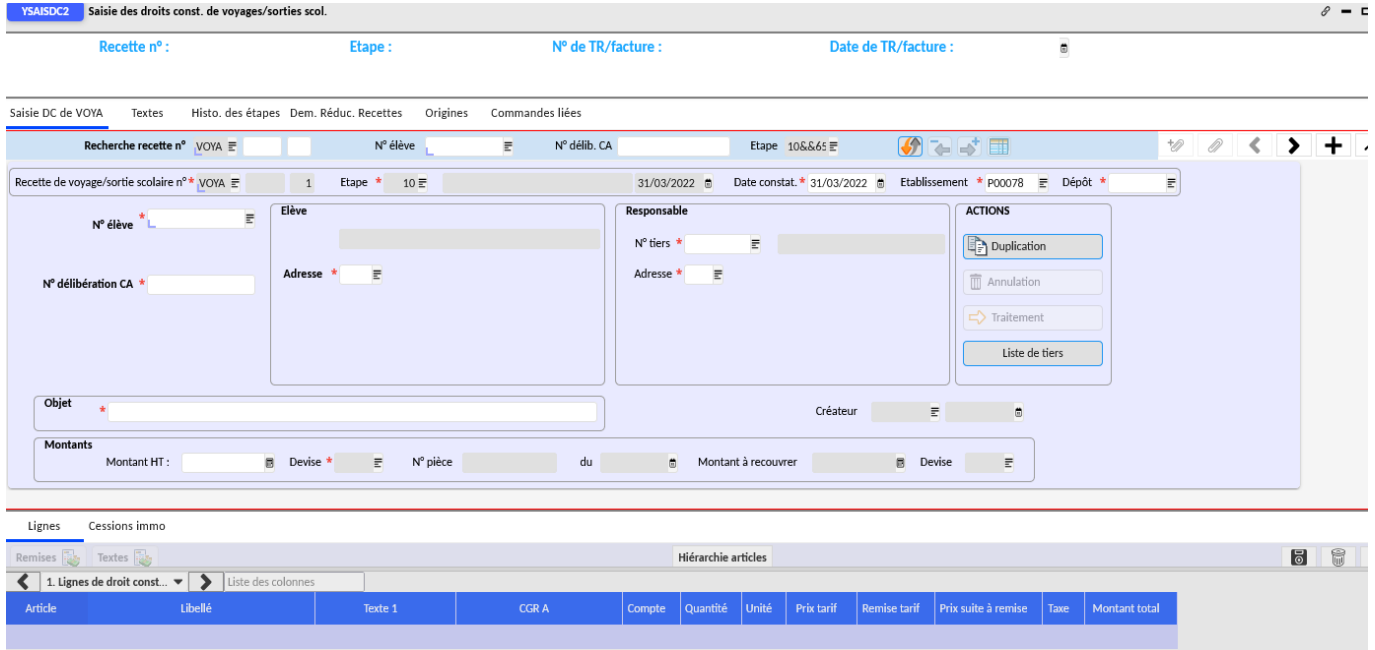 YSAISDC2 Saisie des droits const. de voyages/sorties scol.
Recette n° : Etape : N° de TR/facture : Date de TR/facture :
Saisie DC de VOYA Textes Histo. des étapes Dem. Réduc. Recettes Origines Commandes liées
Recherche recette n° VOYA N° élève N° délib. CA Etape 10&&65
Recette de voyage/sortie scolaire n° * VOYA 1 Etape * 10 31/03/2022 Date constat. * 31/03/2022 Etablissement * P00078 Dépôt *
N° élève * Elève Responsable ACTIONS
N° tiers * Duplication
N° délibération CA * Adresse * Adresse * Annulation
Traitement
Liste de tiers
Objet * Créateur
Montants
Montant HT : Devise * N° pièce du Montant à recouvrer Devise
Lignes Cessions immo
Remises Textes Hiérarchie articles
1. Lignes de droit const... Liste des colonnes
Article Libellé Texte 1 CGR A Compte Quantité Unité Prix tarif Remise tarif Prix suite à remise Taxe Montant total